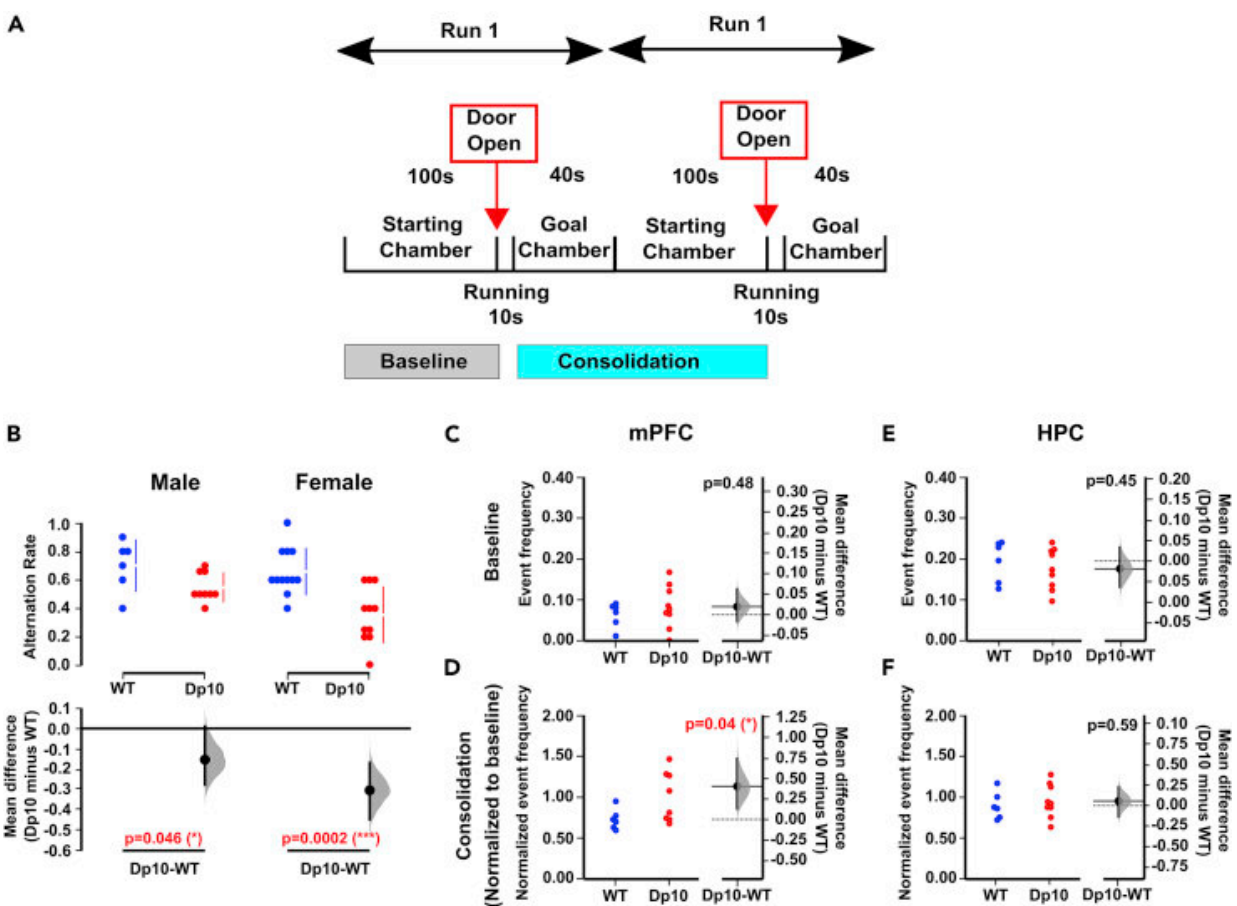 A
Run 1
Run 1
Door
Open
Door
Open
100s
40s
100s
40s
Starting
Chamber
Goal
Chamber
Starting
Chamber
Goal
Chamber
Running
10s
Running
10s
Baseline
Consolidation
B
Male
Female
Alternation Rate
1.0
0.8
0.6
0.4
0.2
0.0
WT
Dp10
WT
Dp10
Mean difference
(Dp10 minus WT)
0.1
0.0
-0.1
-0.2
-0.3
-0.4
-0.5
-0.6
p=0.046 (*)
p=0.0002 (***)
Dp10-WT
Dp10-WT
C
mPFC
Baseline
Event frequency
0.40
0.30
0.20
0.10
0.00
p=0.48
0.30
0.20
0.15
0.10
0.05
0.00
-0.05
Mean difference
(Dp10 minus WT)
WT
Dp10
Dp10-WT
D
Consolidation
(Normalized to baseline)
Normalized event frequency
2.00
1.50
1.00
0.50
0.00
p=0.04 (*)
1.25
1.00
0.75
0.50
0.25
0.00
-0.25
-0.50
Mean difference
(Dp10 minus WT)
WT
Dp10
Dp10-WT
E
HPC
Event frequency
0.40
0.30
0.20
0.10
0.00
p=0.45
0.20
0.15
0.10
0.05
0.00
0.05
-0.05
Mean difference
(Dp10 minus WT)
WT
Dp10
Dp10-WT
F
Normalized event frequency
2.00
1.50
1.00
0.50
0.00
p=0.59
0.10
0.05
0.00
-0.25
-0.50
-0.75
Mean difference
(Dp10 minus WT)
WT
Dp10
Dp10-WT